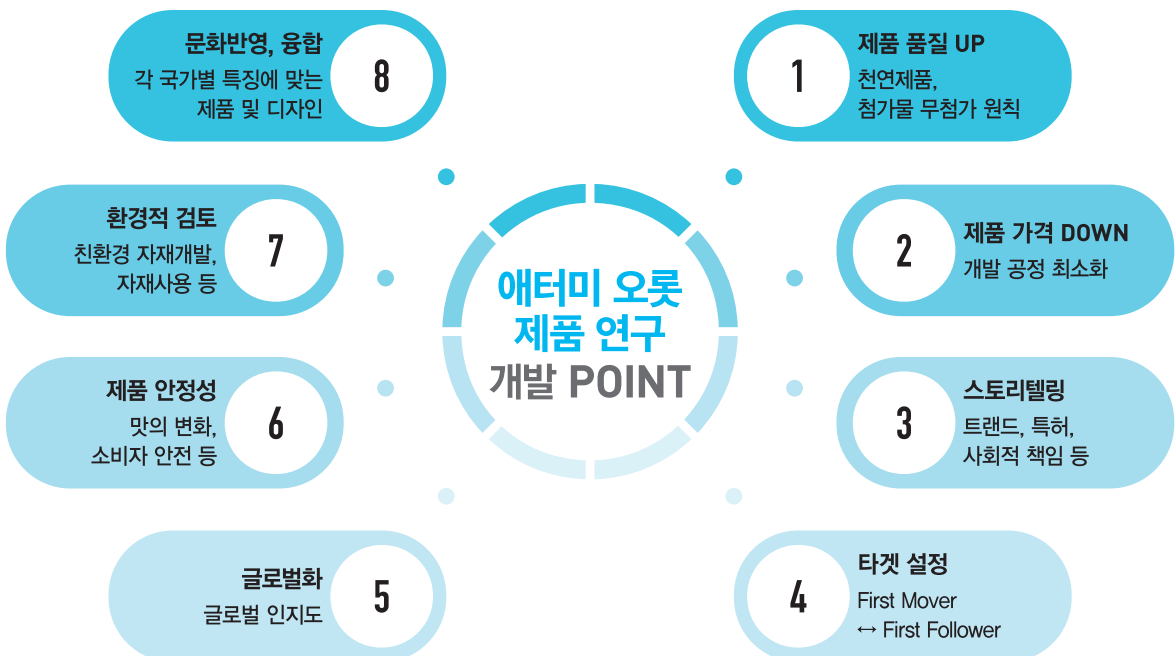 애터미 오롯
제품 연구
개발 POINT
1
제품 품질 UP
천연제품,
첨가물 무첨가 원칙
2
제품 가격 DOWN
개발 공정 최소화
3
스토리텔링
트랜드, 특허,
사회적 책임 등
4
타겟 설정
First Mover
↔ First Follower
5
글로벌화
글로벌 인지도
6
제품 안정성
맛의 변화,
소비자 안전 등
7
환경적 검토
친환경 자재개발,
자재사용 등
8
문화반영, 융합
각 국가별 특징에 맞는
제품 및 디자인